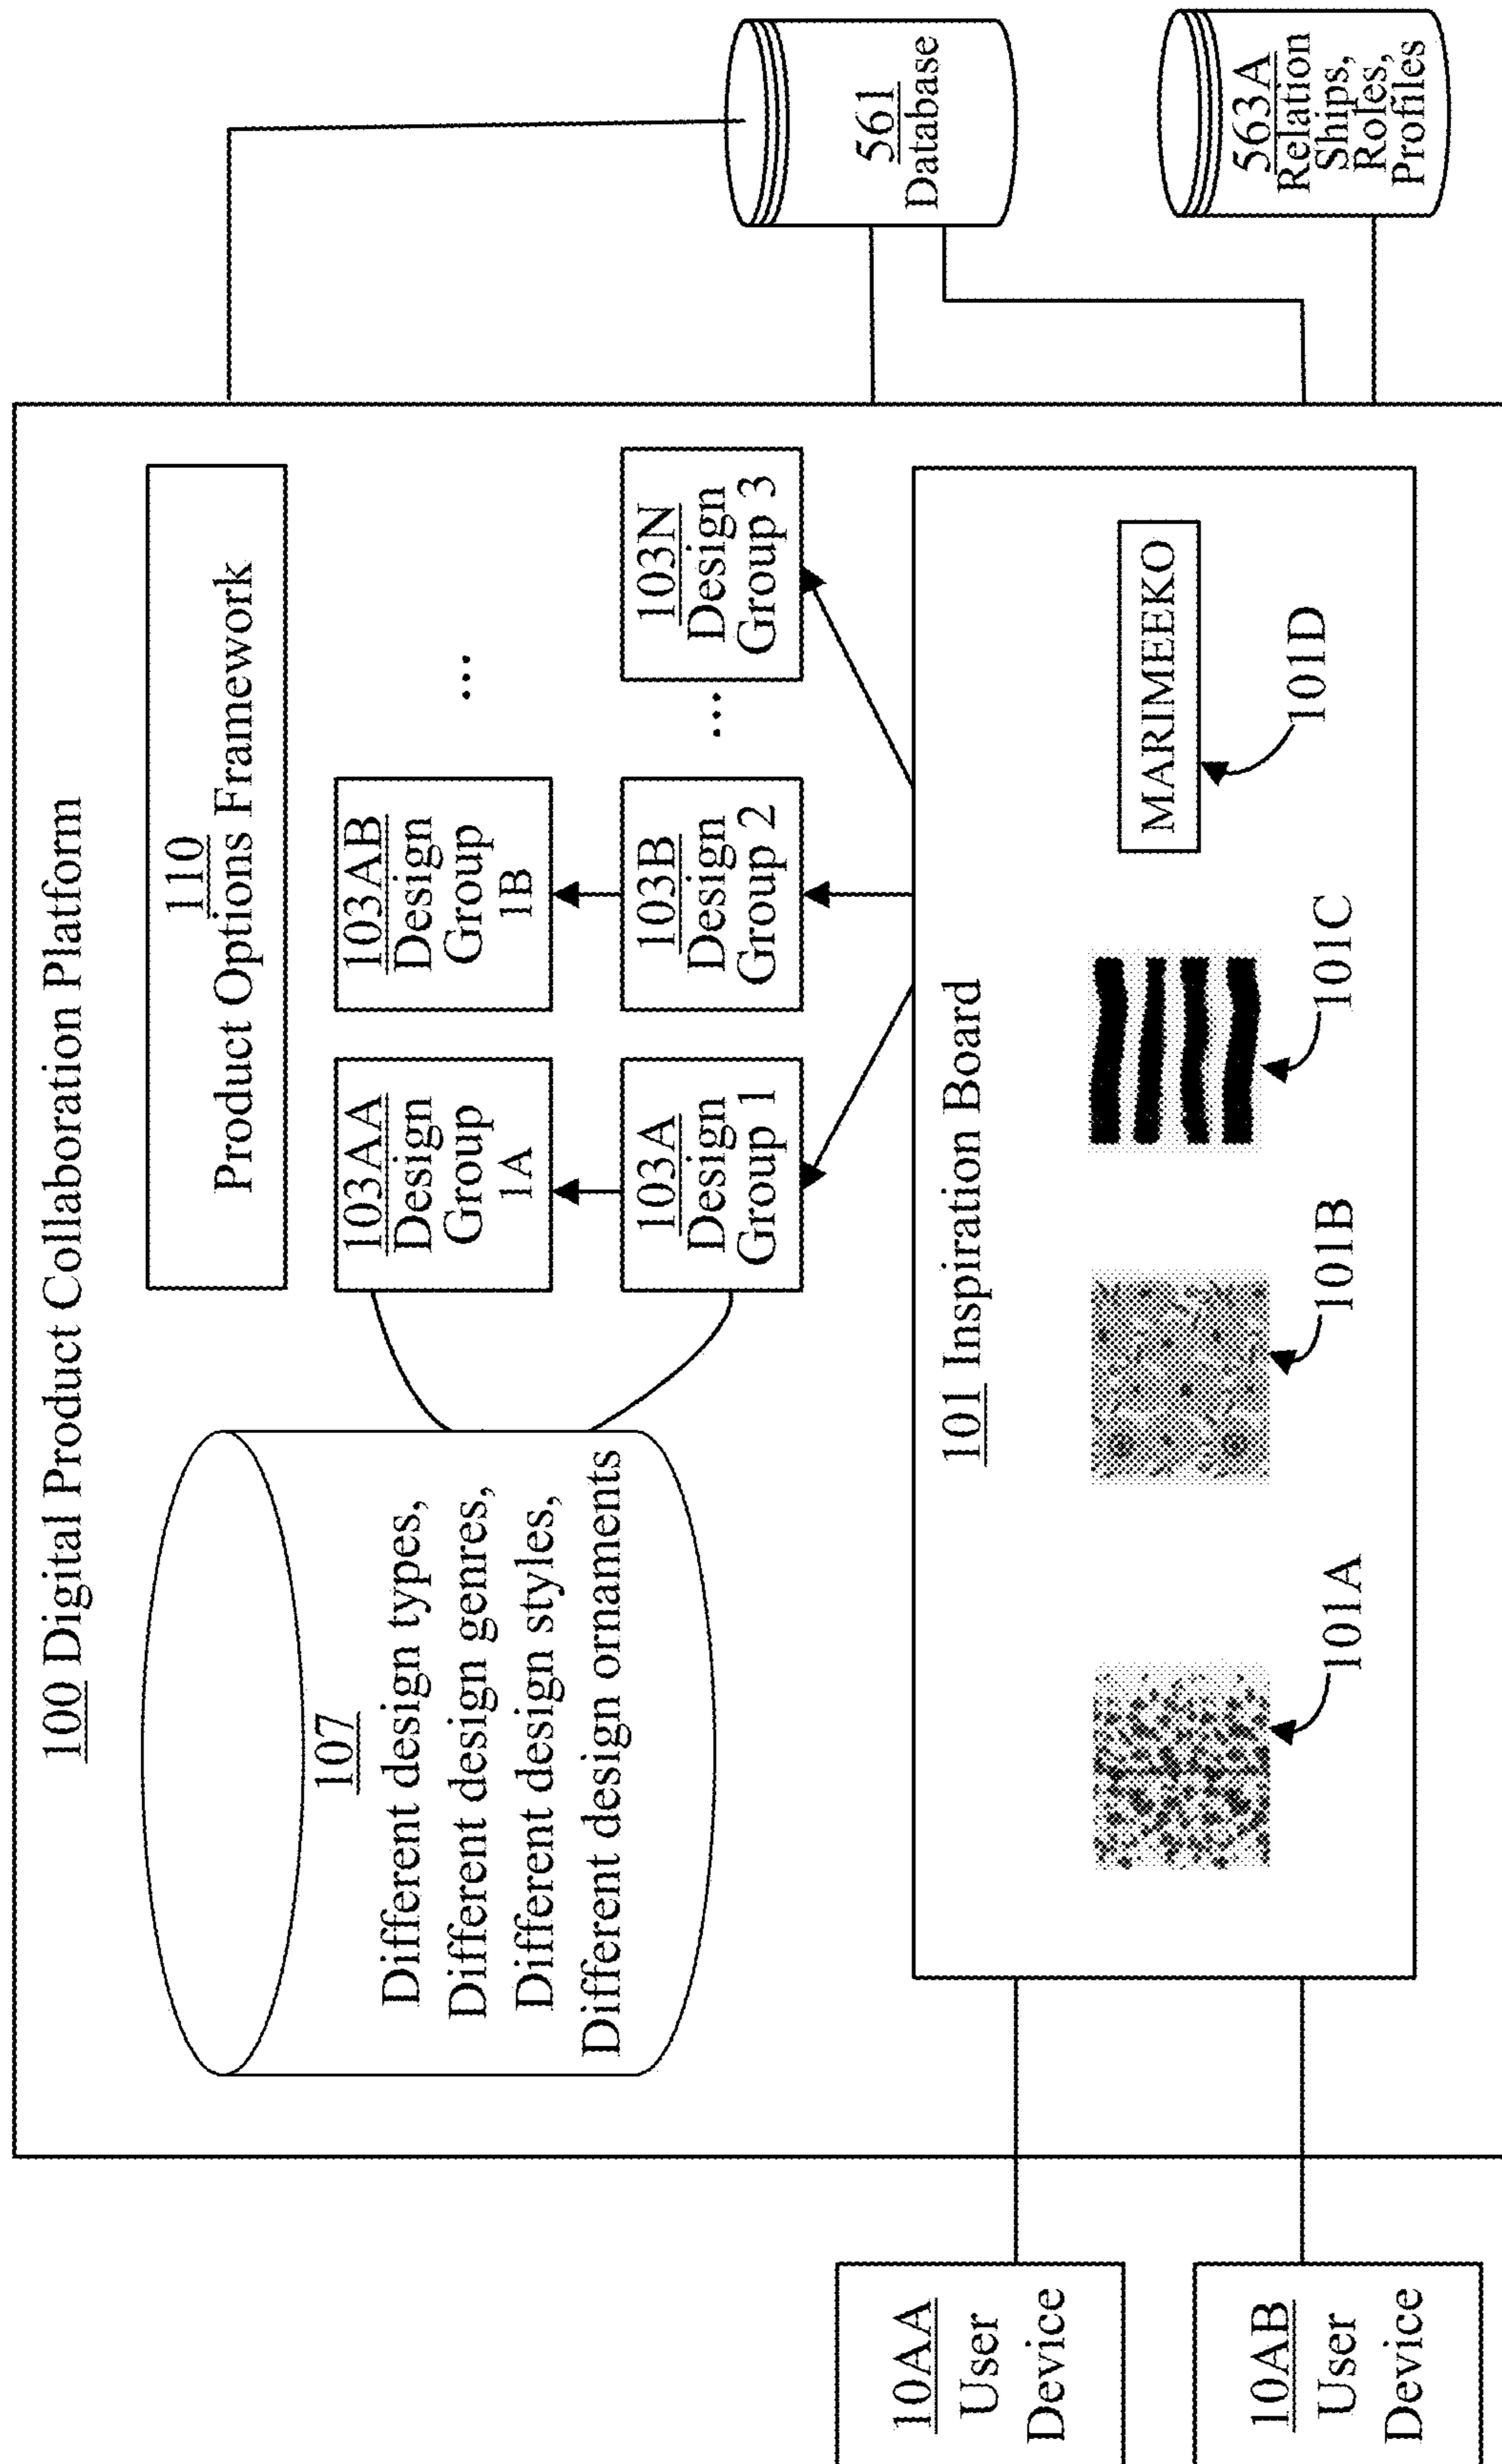 100 Digital Product Collaboration Platform
107
Different design types,
Different design genres,
Different design styles,
Different design ornaments
110
Product Options Framework
103AA
Design
Group
1A
103AB
Design
Group
1B
...
103A
Design
Group 1
103B
Design
Group 2
...
103N
Design
Group 3
101 Inspiration Board
MARIMEEKO
101A
101B
101C
101D
10AA
User
Device
10AB
User
Device
561
Database
563A
Relation
Ships,
Roles,
Profiles